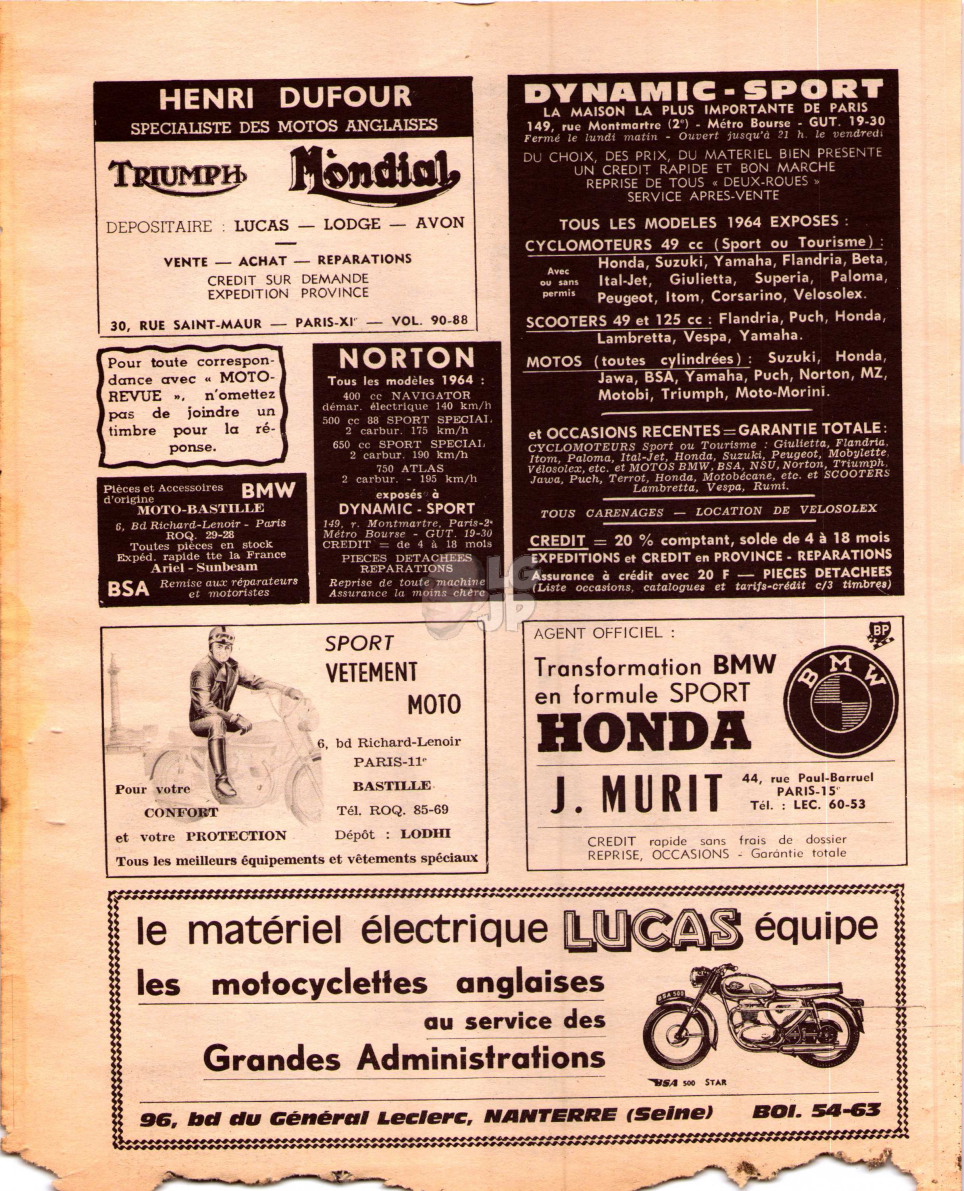 HENRI DUFOUR
SPECIALISTE DES MOTOS ANGLAISES
TRIUMPH Mondial
DEPOSITAIRE : LUCAS — LODGE — AVON
VENTE — ACHAT — REPARATIONS
CREDIT SUR DEMANDE
EXPEDITION PROVINCE
30, RUE SAINT-MAUR — PARIS-XIᵉ — VOL. 90-88
DYNAMIC - SPORT
LA MAISON LA PLUS IMPORTANTE DE PARIS
149, rue Montmartre (2ᵉ) - Métro Bourse - GUT. 19-30
Fermé le lundi matin - Ouvert jusqu'à 21 h. le vendredi
DU CHOIX, DES PRIX, DU MATERIEL BIEN PRESENTE
UN CREDIT RAPIDE ET BON MARCHE
REPRISE DE TOUS « DEUX-ROUES »
SERVICE APRES-VENTE
TOUS LES MODELES 1964 EXPOSES :
CYCLOMOTEURS 49 cc (Sport ou Tourisme) :
Avec
ou sans
permis
Honda, Suzuki, Yamaha, Flandria, Beta,
Ital-Jet, Giulietta, Superia, Paloma,
Peugeot, Itom, Corsarino, Velosolex.
SCOOTERS 49 et 125 cc : Flandria, Puch, Honda,
Lambretta, Vespa, Yamaha.
MOTOS (toutes cylindrées) : Suzuki, Honda,
Jawa, BSA, Yamaha, Puch, Norton, MZ,
Motobi, Triumph, Moto-Morini.
et OCCASIONS RECENTES = GARANTIE TOTALE :
CYCLOMOTEURS Sport ou Tourisme : Giulietta, Flandria,
Itom, Paloma, Ital-Jet, Honda, Suzuki, Peugeot, Mobylette,
Vélosolex, etc. et MOTOS BMW, BSA, NSU, Norton, Triumph,
Jawa, Puch, Terrot, Honda, Motobécane, etc. et SCOOTERS
Lambretta, Vespa, Rumi.
TOUS CARENAGES — LOCATION DE VELOSOLEX
CREDIT = 20 % comptant, solde de 4 à 18 mois
EXPEDITIONS et CREDIT en PROVINCE - REPARATIONS
Assurance à crédit avec 20 F — PIECES DETACHEES
(Liste occasions, catalogues et tarifs-crédit c/3 timbres)
Pour toute correspon-
dance avec « MOTO-
REVUE », n'omettez
pas de joindre un
timbre pour la ré-
ponse.
NORTON
Tous les modèles 1964 :
400 cc NAVIGATOR
démar. électrique 140 km/h
500 cc 88 SPORT SPECIAL
2 carbur. 175 km/h
650 cc SPORT SPECIAL
2 carbur. 190 km/h
750 ATLAS
2 carbur. - 195 km/h
exposés à
DYNAMIC - SPORT
149, r. Montmartre, Paris-2ᵉ
Métro Bourse - GUT. 19-30
CREDIT = de 4 à 18 mois
PIECES DETACHEES
REPARATIONS
Reprise de toute machine
Assurance la moins chère
Pièces et Accessoires
d'origine BMW
MOTO-BASTILLE
6, Bd Richard-Lenoir - Paris
ROQ. 29-28
Toutes pièces en stock
Expéd. rapide tte la France
Ariel - Sunbeam
BSA Remise aux réparateurs
et motoristes
LG
JP
SPORT
VETEMENT
MOTO
6, bd Richard-Lenoir
PARIS-11ᵉ
BASTILLE
Tél. ROQ. 85-69
Dépôt : LODHI
Pour votre
CONFORT
et votre PROTECTION
Tous les meilleurs équipements et vêtements spéciaux
AGENT OFFICIEL :
BP
BMW
Transformation BMW
en formule SPORT
HONDA
J. MURIT
44, rue Paul-Barruel
PARIS-15ᵉ
Tél. : LEC. 60-53
CREDIT rapide sans frais de dossier
REPRISE, OCCASIONS - Garantie totale
le matériel électrique LUCAS équipe
les motocyclettes anglaises
au service des
Grandes Administrations
BSA 500
BSA 500 STAR
96, bd du Général Leclerc, NANTERRE (Seine) BOI. 54-63